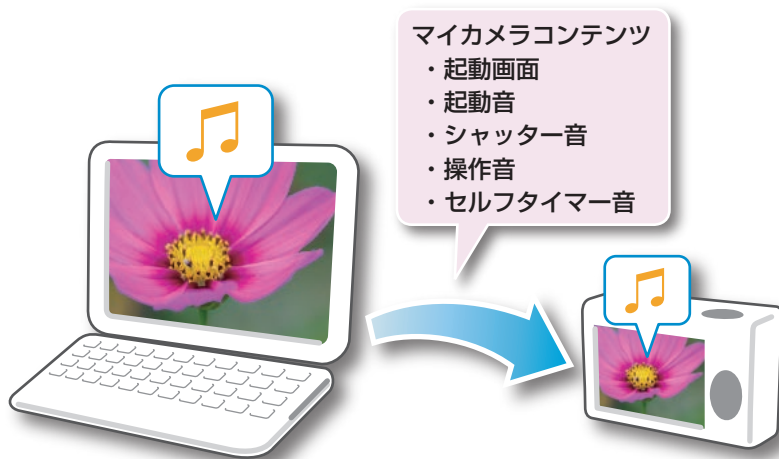 マイカメラコンテンツ
・起動画面
・起動音
・シャッター音
・操作音
・セルフタイマー音